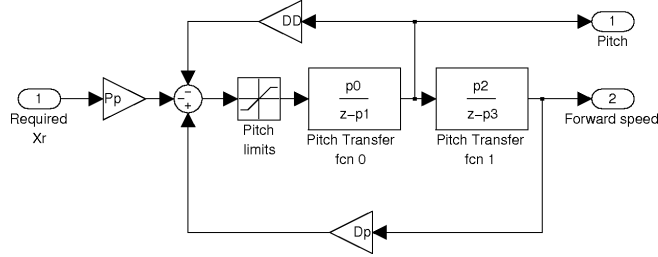 DD
1
Pitch
1
Required
Xr
Pp
−
−
+
Pitch
limits
p0
z−p1
Pitch Transfer
fcn 0
p2
z−p3
Pitch Transfer
fcn 1
2
Forward speed
Dp